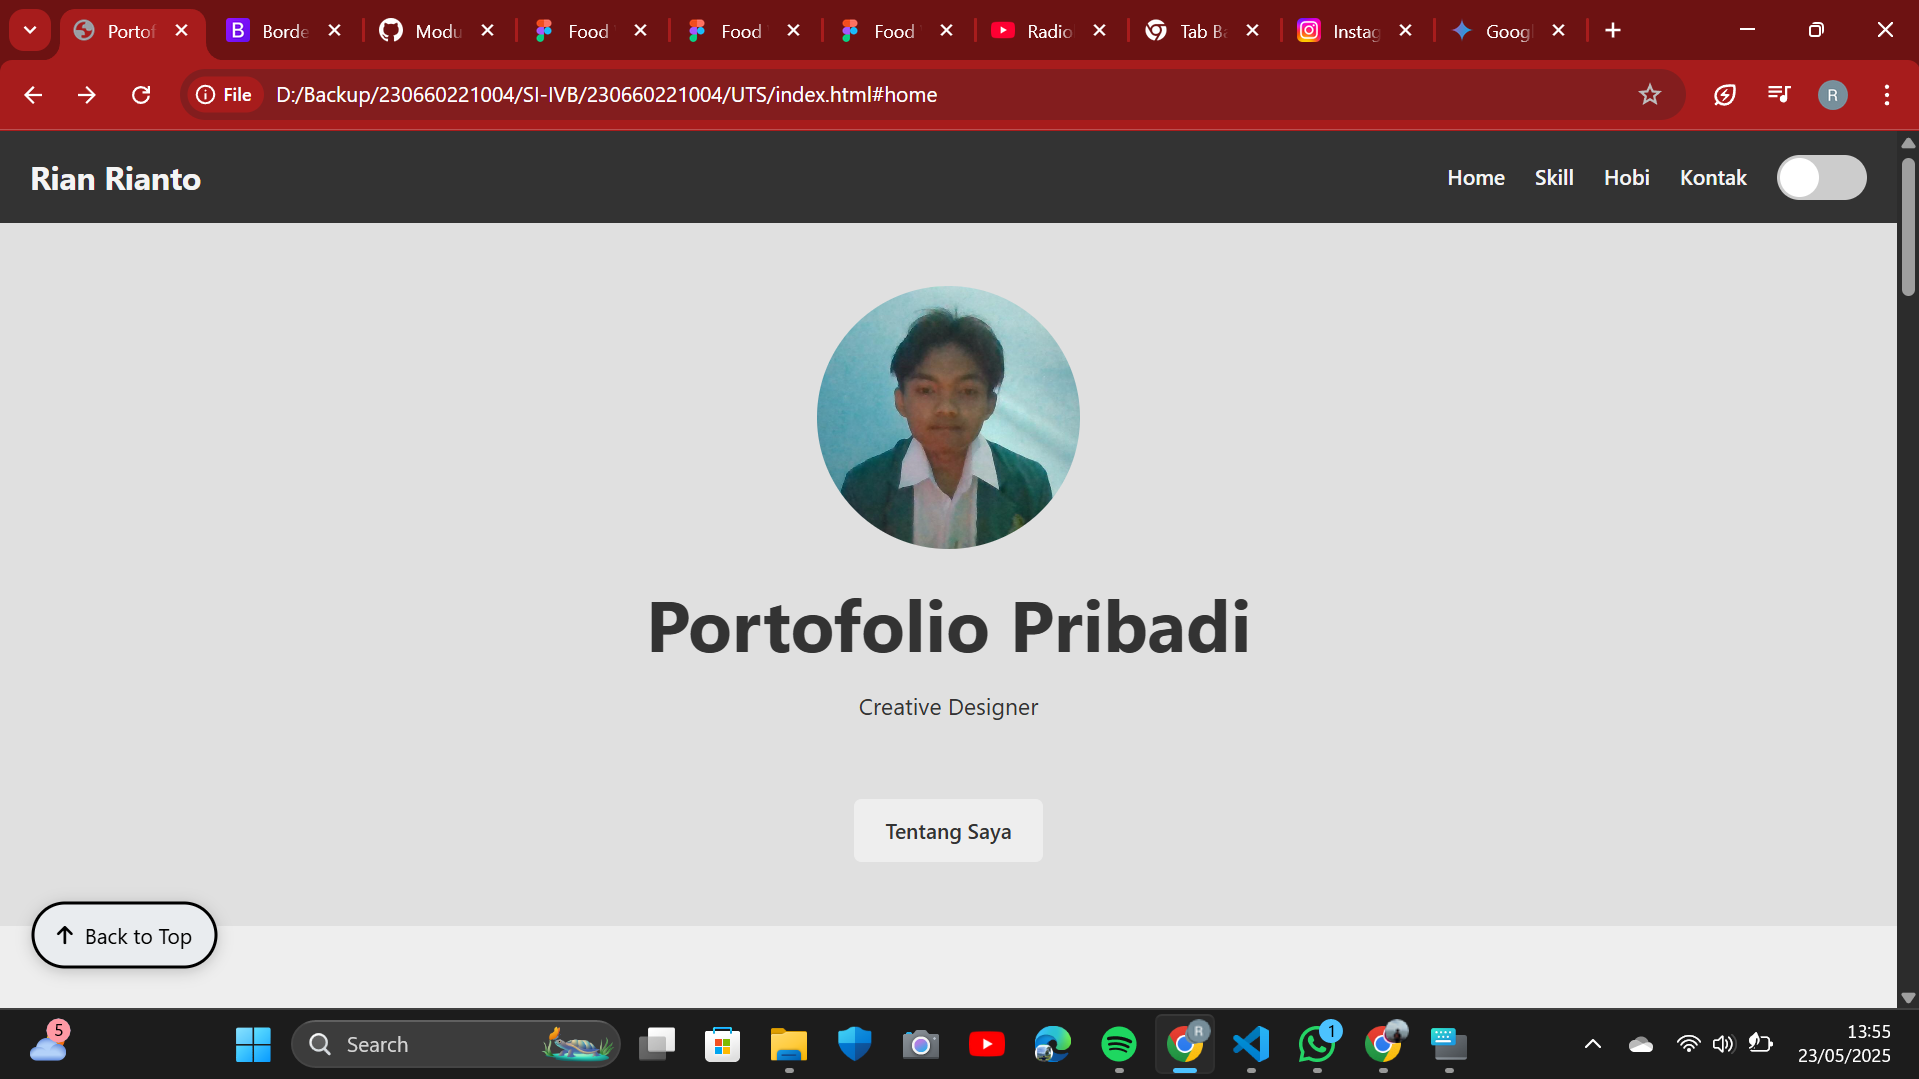 Portof
Borde
Modu
Food
Food
Food
Radio
Tab Ba
Instag
Googl
File
D:/Backup/230660221004/SI-IVB/230660221004/UTS/index.html#home
R
Rian Rianto
Home
Skill
Hobi
Kontak
Portofolio Pribadi
Creative Designer
Tentang Saya
Back to Top
5
Search
R
1
13:55
23/05/2025